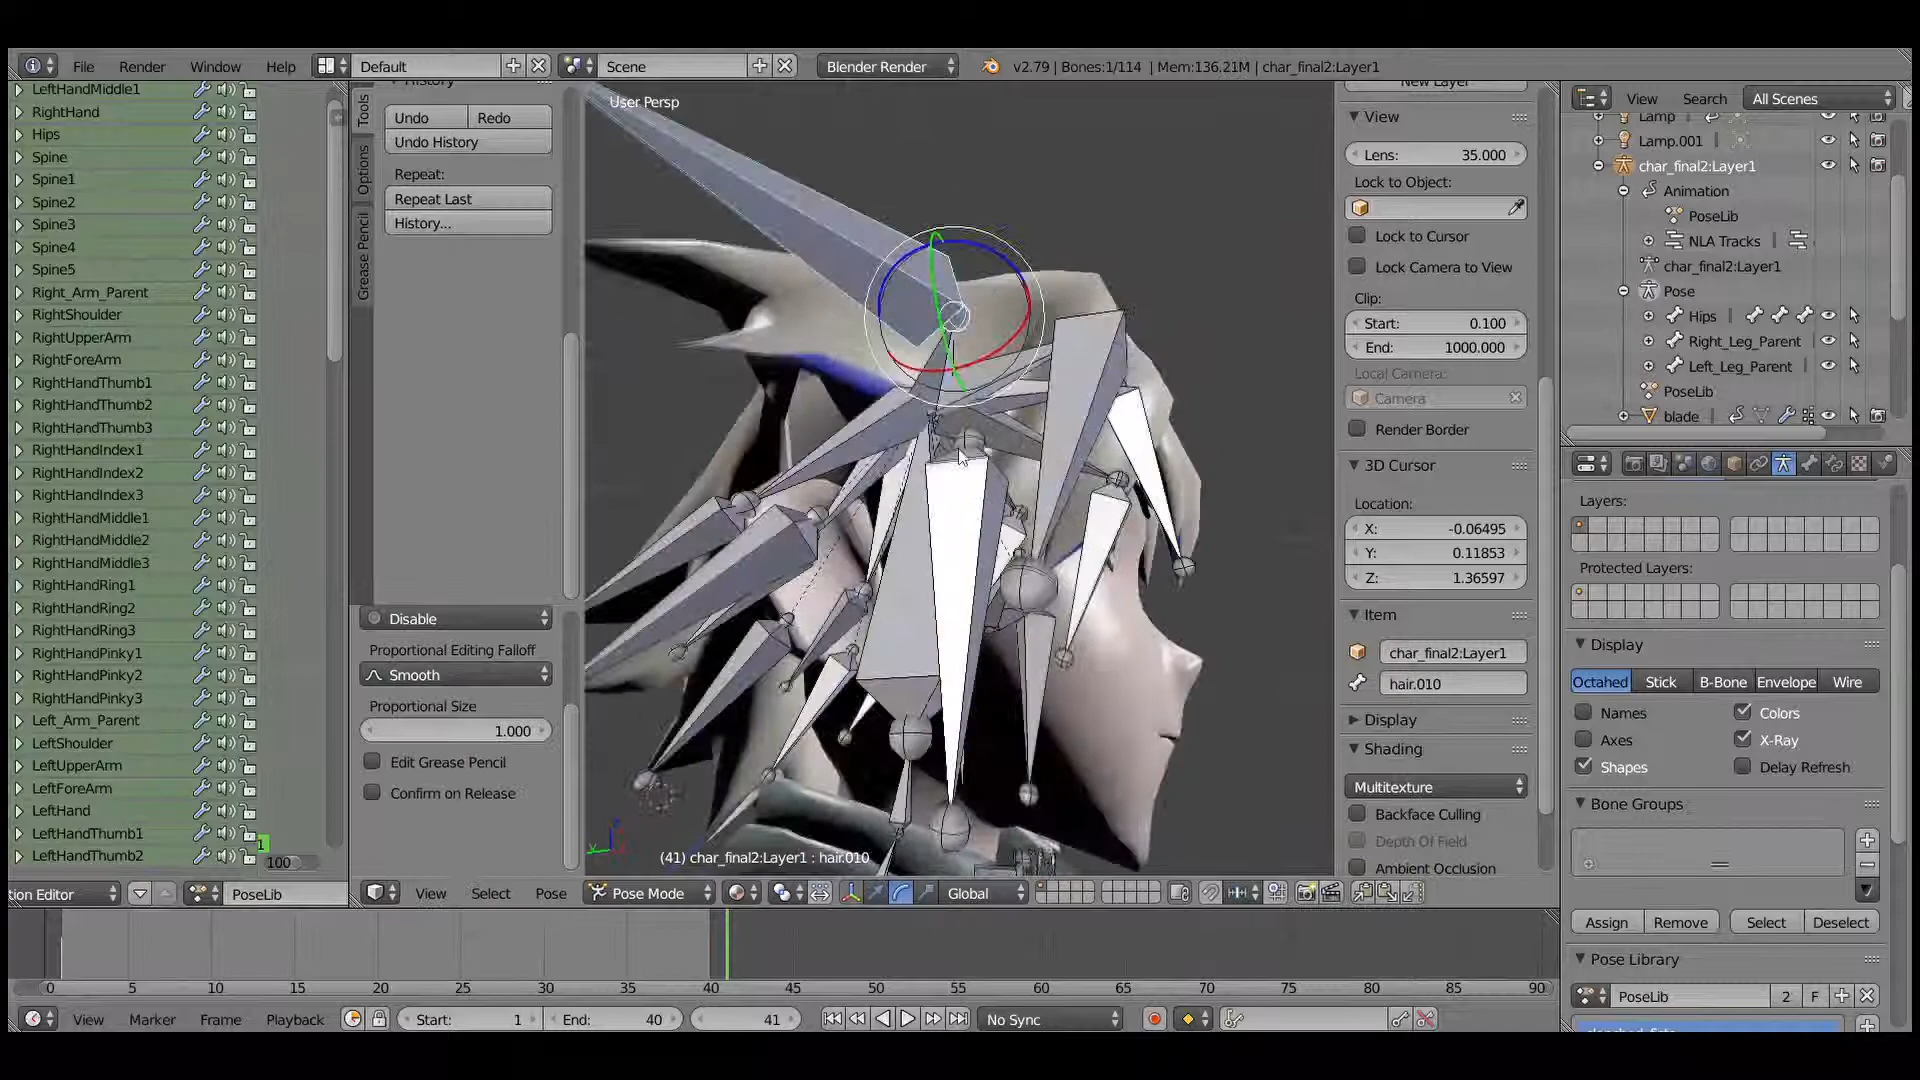 File Render Window Help Default Scene Blender Render v2.79 | Bones:1/114 | Mem:136.21M | char_final2:Layer1
LeftHandMiddle1
RightHand
Hips
Spine
Spine1
Spine2
Spine3
Spine4
Spine5
Right_Arm_Parent
RightShoulder
RightUpperArm
RightForeArm
RightHandThumb1
RightHandThumb2
RightHandThumb3
RightHandIndex1
RightHandIndex2
RightHandIndex3
RightHandMiddle1
RightHandMiddle2
RightHandMiddle3
RightHandRing1
RightHandRing2
RightHandRing3
RightHandPinky1
RightHandPinky2
RightHandPinky3
Left_Arm_Parent
LeftShoulder
LeftUpperArm
LeftForeArm
LeftHand
LeftHandThumb1
LeftHandThumb2
1
100
tion Editor PoseLib
Tools
Options
Grease Pencil
History
Undo Redo
Undo History
Repeat:
Repeat Last
History...
Disable
Proportional Editing Falloff
Smooth
Proportional Size
1.000
Edit Grease Pencil
Confirm on Release
User Persp
(41) char_final2:Layer1 : hair.010
View Select Pose Pose Mode Global
New Layer
View
Lens: 35.000
Lock to Object:
Lock to Cursor
Lock Camera to View
Clip:
Start: 0.100
End: 1000.000
Local Camera:
Camera
Render Border
3D Cursor
Location:
X: -0.06495
Y: 0.11853
Z: 1.36597
Item
char_final2:Layer1
hair.010
Display
Shading
Multitexture
Backface Culling
Depth Of Field
Ambient Occlusion
View Search All Scenes
Lamp
Lamp.001
char_final2:Layer1
Animation
PoseLib
NLA Tracks
char_final2:Layer1
Pose
Hips
Right_Leg_Parent
Left_Leg_Parent
PoseLib
blade
Layers:
Protected Layers:
Display
Octahed Stick B-Bone Envelope Wire
Names Colors
Axes X-Ray
Shapes Delay Refresh
Bone Groups
Assign Remove Select Deselect
Pose Library
PoseLib 2 F
0 5 10 15 20 25 30 35 40 45 50 55 60 65 70 75 80 85 90
View Marker Frame Playback Start: 1 End: 40 41 No Sync